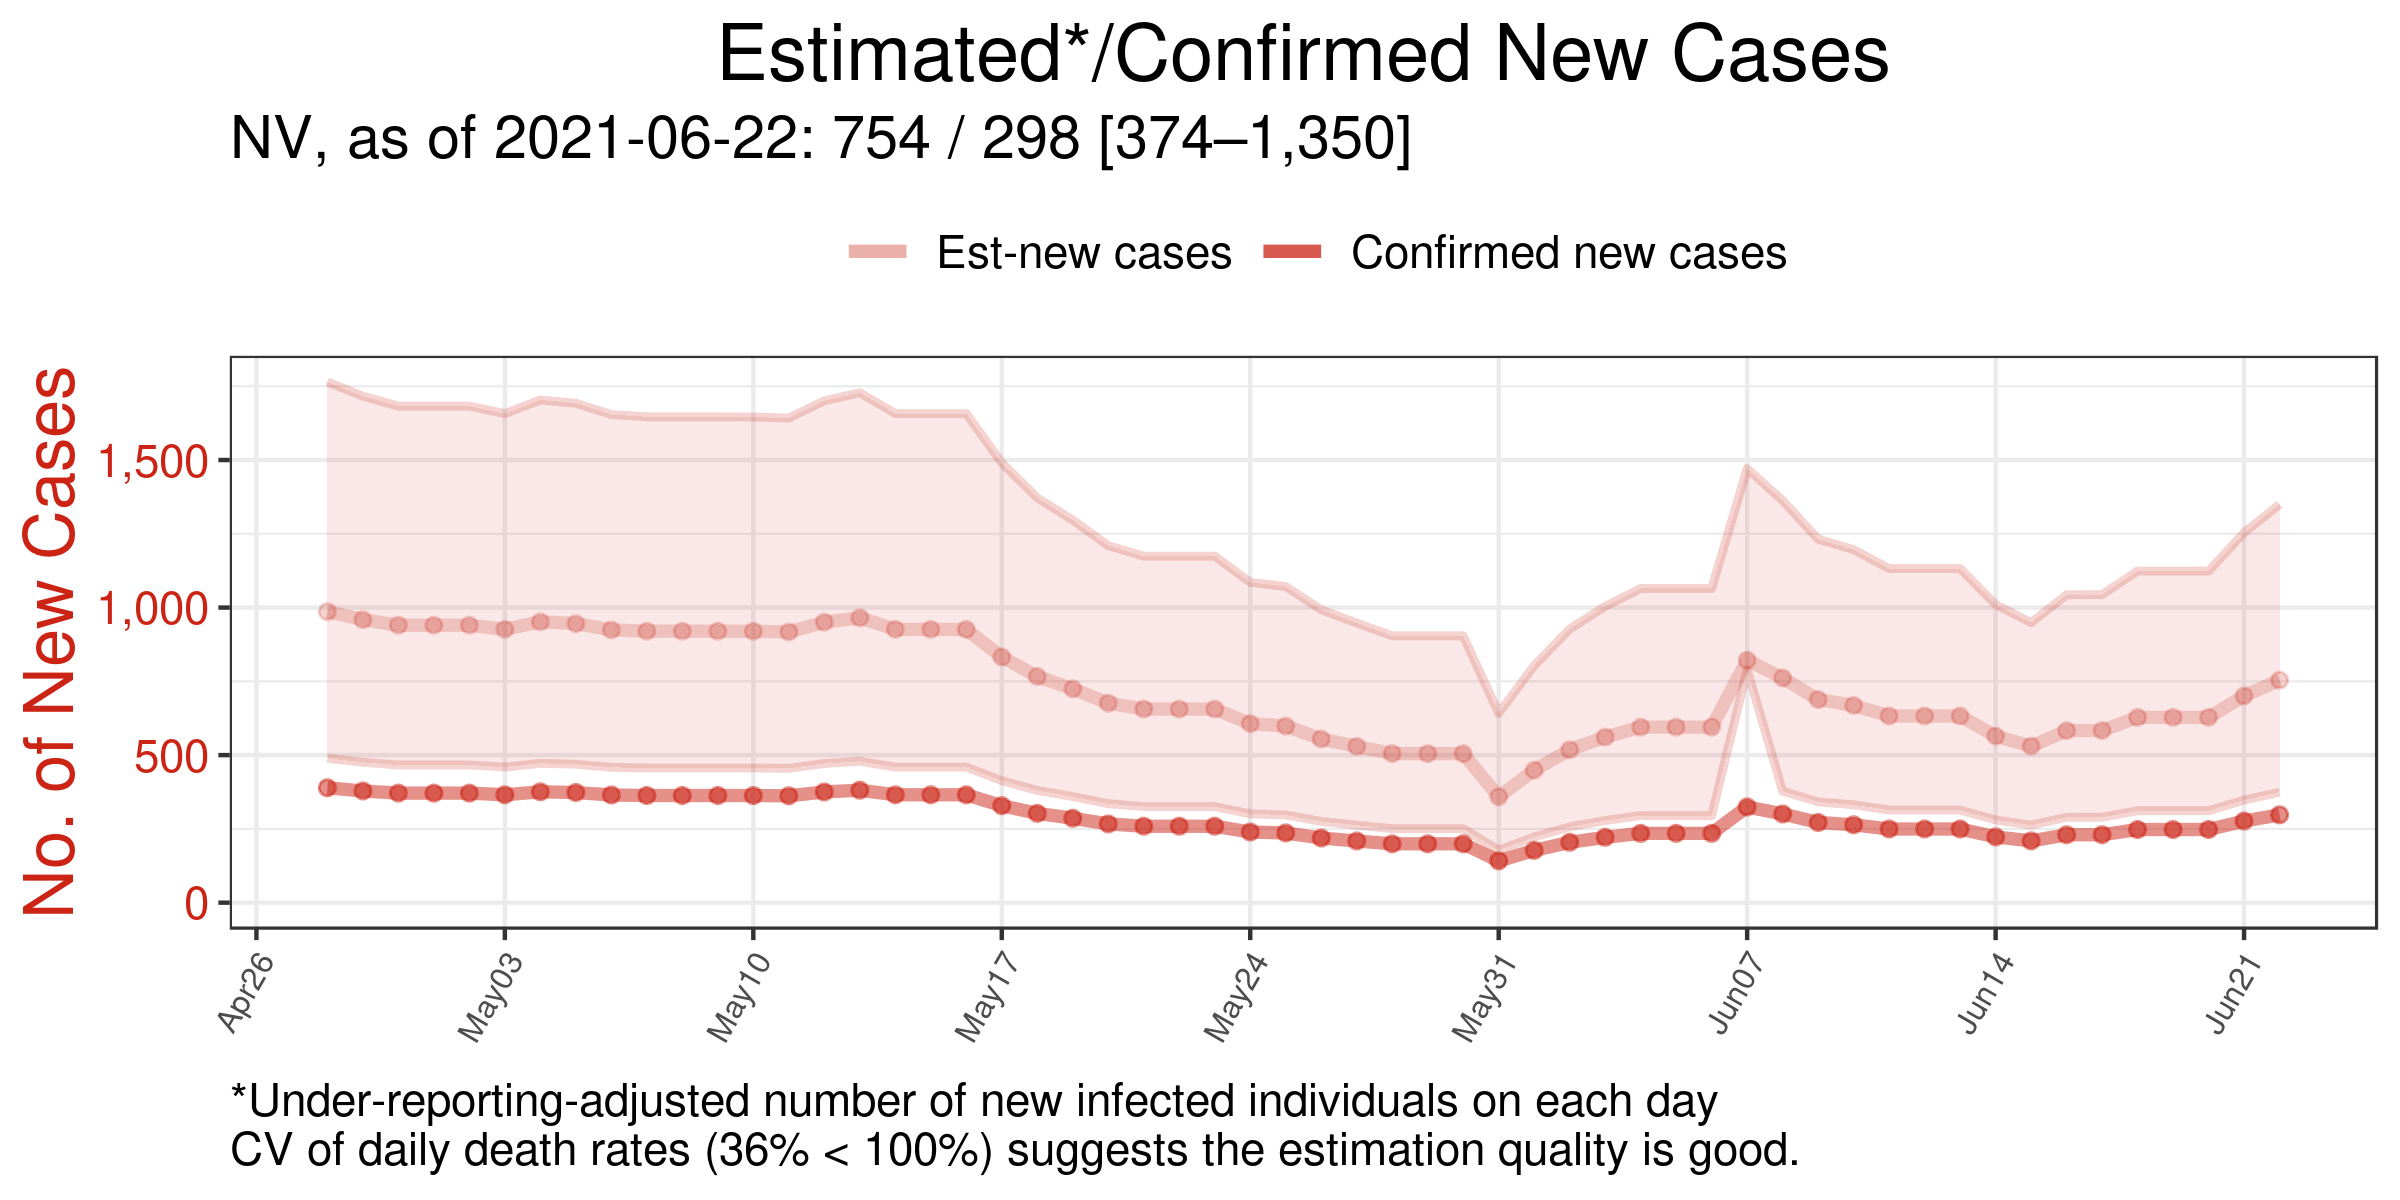 Estimated*/Confirmed New Cases
NV, as of 2021-06-22: 754 / 298 [374–1,350]
Est-new cases Confirmed new cases
No. of New Cases
1,500
1,000
500
0
Apr26 May03 May10 May17 May24 May31 Jun07 Jun14 Jun21
*Under-reporting-adjusted number of new infected individuals on each day
CV of daily death rates (36% < 100%) suggests the estimation quality is good.